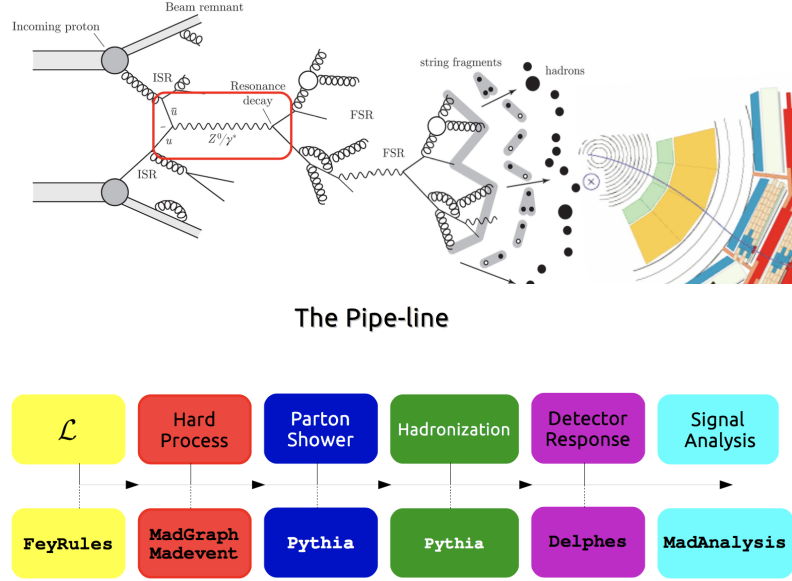 Beam remnant
Incoming proton
ISR
Resonance
decay
string fragments
hadrons
ū
FSR
u
Z⁰/γ*
FSR
ISR
The Pipe-line
ℒ
Hard
Process
Parton
Shower
Hadronization
Detector
Response
Signal
Analysis
FeyRules
MadGraph
Madevent
Pythia
Pythia
Delphes
MadAnalysis